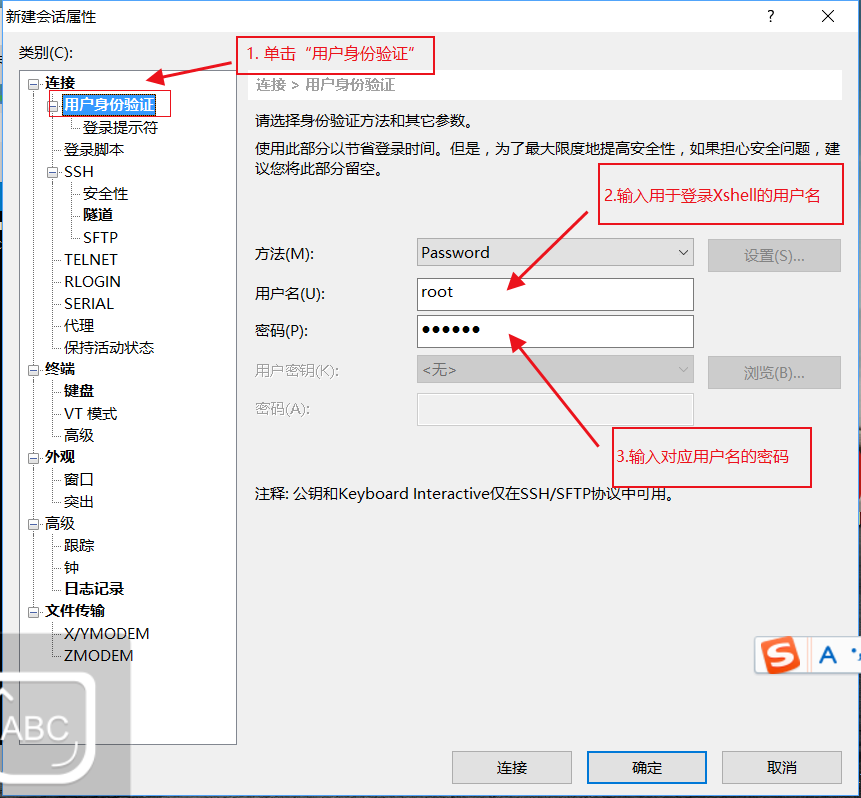 新建会话属性
?
类别(C):
1. 单击“用户身份验证”
连接
用户身份验证
登录提示符
登录脚本
SSH
安全性
隧道
SFTP
TELNET
RLOGIN
SERIAL
代理
保持活动状态
终端
键盘
VT 模式
高级
外观
窗口
突出
高级
跟踪
钟
日志记录
文件传输
X/YMODEM
ZMODEM
ABC
连接 > 用户身份验证
请选择身份验证方法和其它参数。
使用此部分以节省登录时间。但是，为了最大限度地提高安全性，如果担心安全问题，建
议您将此部分留空。
2.输入用于登录Xshell的用户名
方法(M): Password 设置(S)...
用户名(U): root
密码(P): ●●●●●●
用户密钥(K): <无> 浏览(B)...
密码(A):
3.输入对应用户名的密码
注释: 公钥和Keyboard Interactive仅在SSH/SFTP协议中可用。
S A
连接 确定 取消